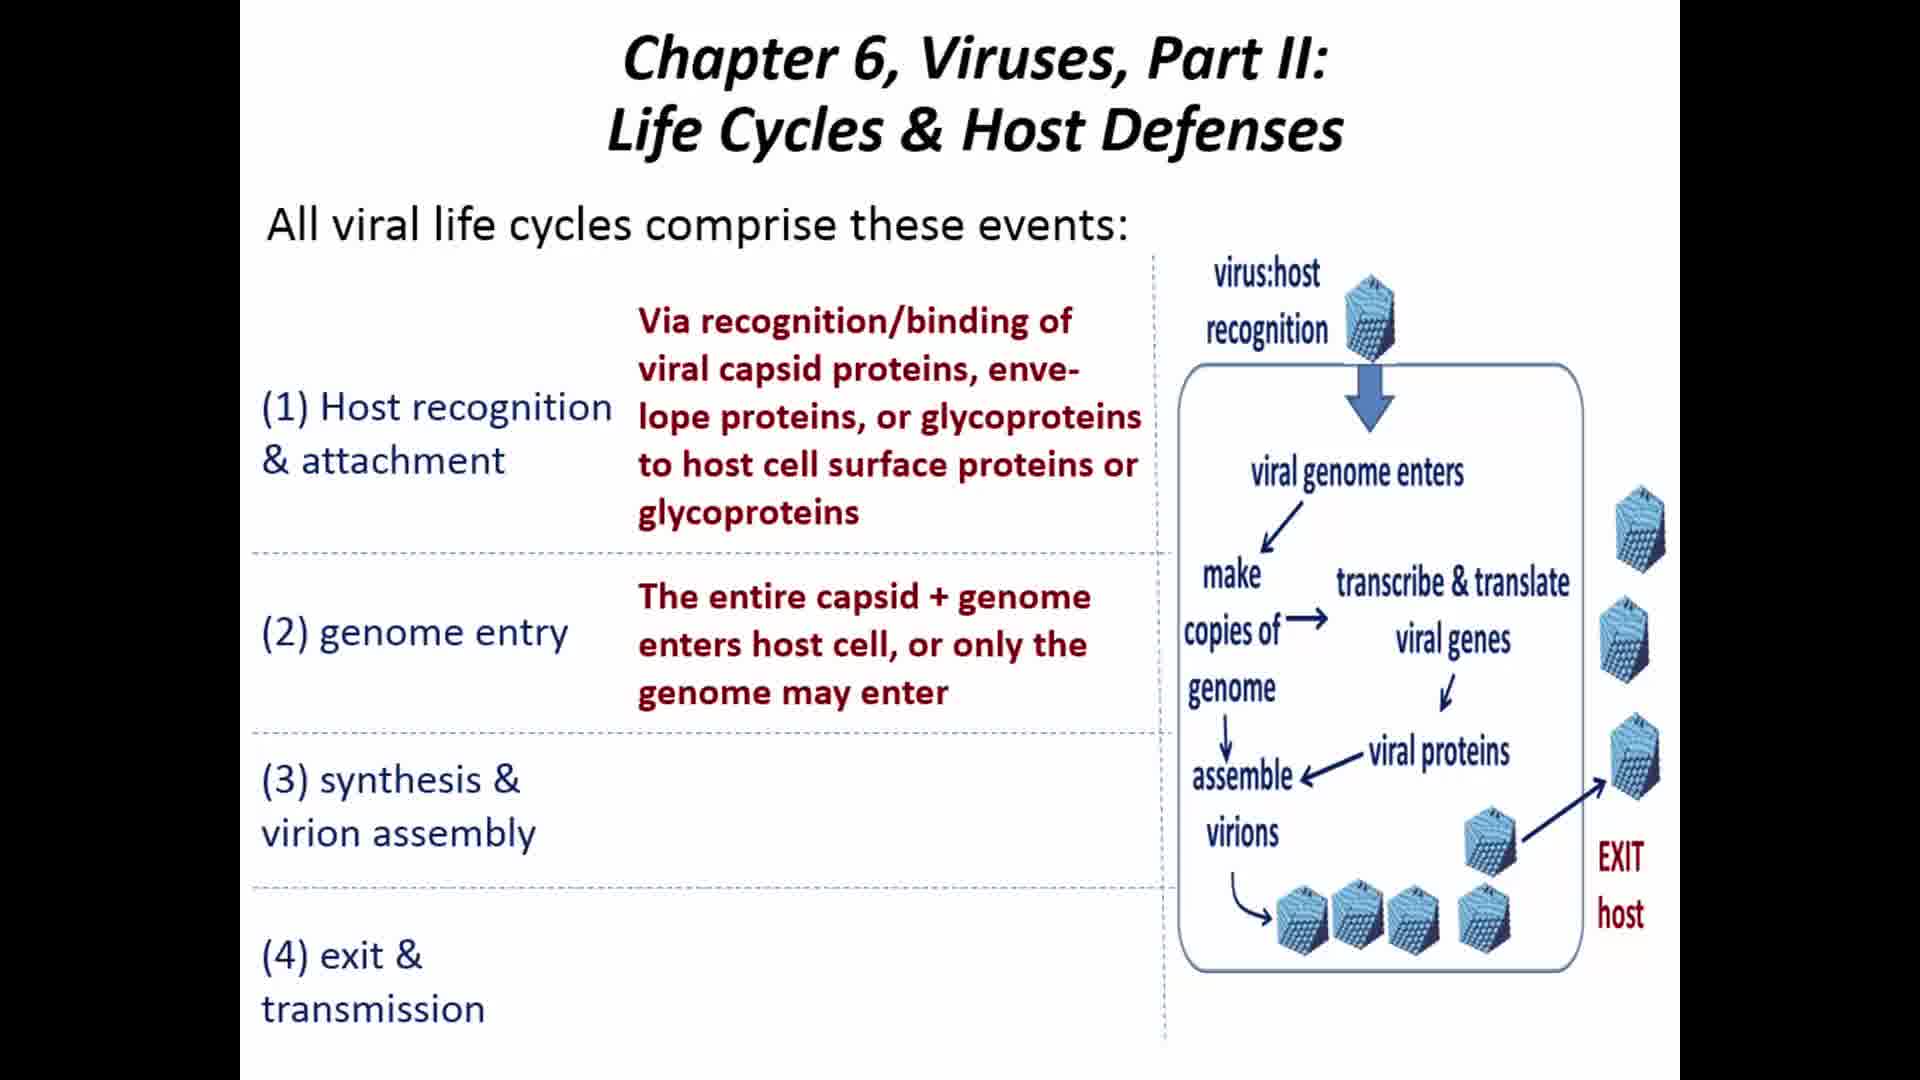 Chapter 6, Viruses, Part II:
Life Cycles & Host Defenses
All viral life cycles comprise these events:
(1) Host recognition
& attachment
Via recognition/binding of
viral capsid proteins, enve-
lope proteins, or glycoproteins
to host cell surface proteins or
glycoproteins
(2) genome entry
The entire capsid + genome
enters host cell, or only the
genome may enter
(3) synthesis &
virion assembly
(4) exit &
transmission
virus:host
recognition
viral genome enters
make
copies of
genome
transcribe & translate
viral genes
viral proteins
assemble
virions
EXIT
host